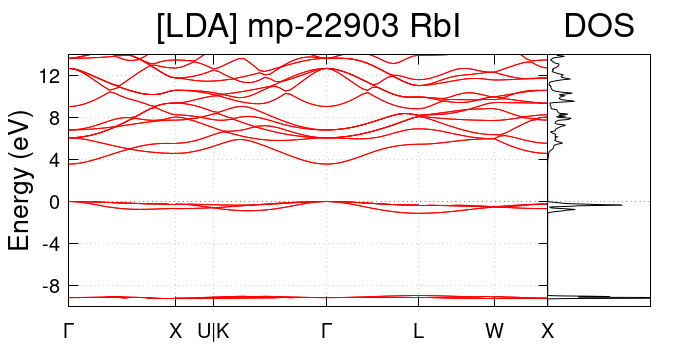 [LDA] mp-22903 RbI
DOS
Energy (eV)
12
8
4
0
-4
-8
Γ X U|K Γ L W X